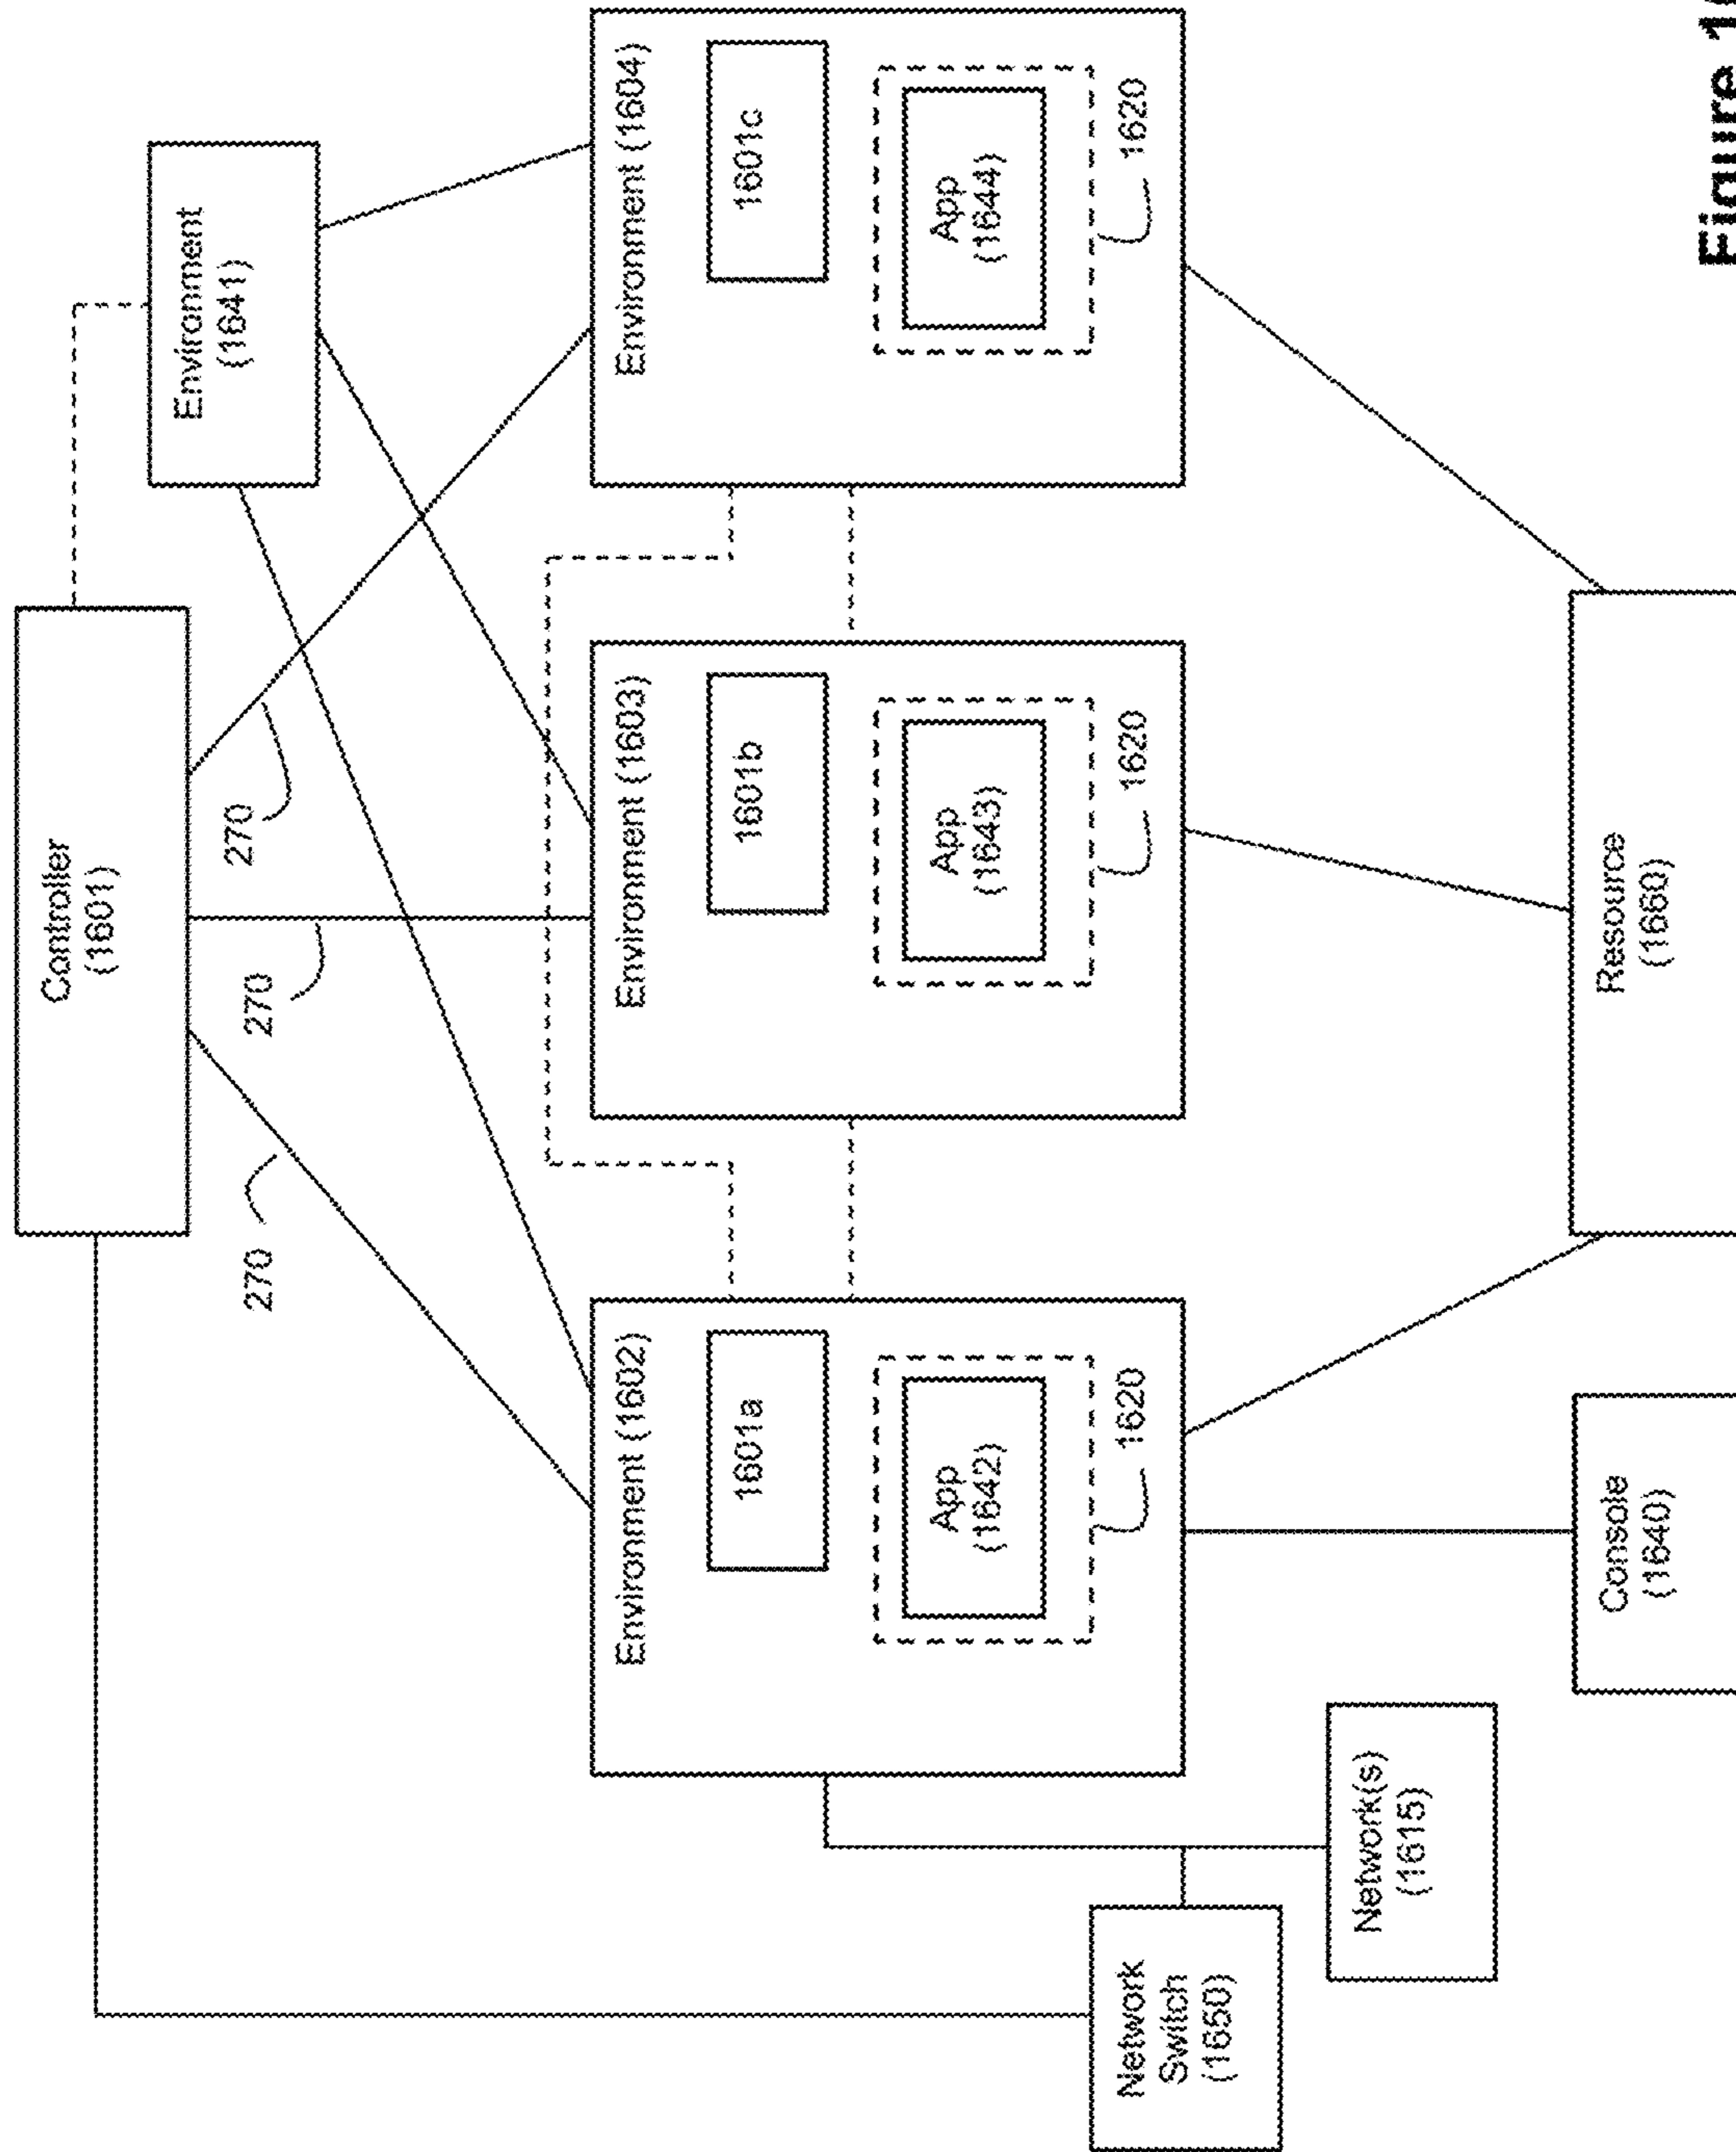 Controller
(1601)
Environment
(1641)
270
270
270
Environment (1602)
1601a
App
(1642)
1620
Environment (1603)
1601b
App
(1643)
1620
Environment (1604)
1601c
App
(1644)
1620
Network
Switch
(1650)
Network(s)
(1615)
Console
(1640)
Resource
(1660)
Figure